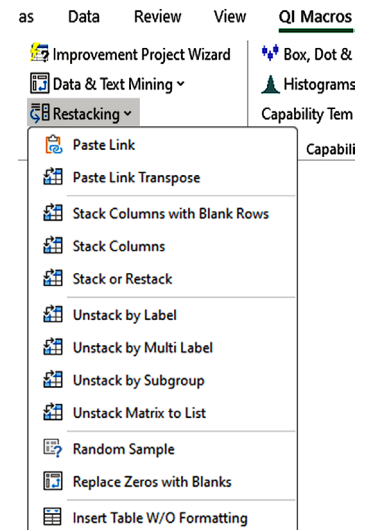 as Data Review View QI Macros
Improvement Project Wizard Box, Dot &
Data & Text Mining Histograms
Restacking Capability Tem
Paste Link Capabili
Paste Link Transpose
Stack Columns with Blank Rows
Stack Columns
Stack or Restack
Unstack by Label
Unstack by Multi Label
Unstack by Subgroup
Unstack Matrix to List
Random Sample
Replace Zeros with Blanks
Insert Table W/O Formatting